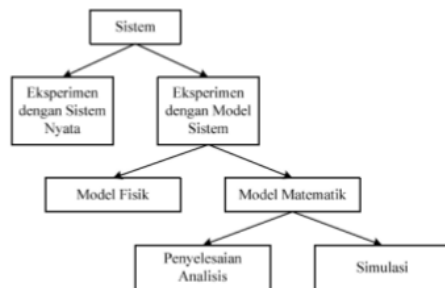 Sistem
Eksperimen
dengan Sistem
Nyata
Eksperimen
dengan Model
Sistem
Model Fisik
Model Matematik
Penyelesaian
Analisis
Simulasi